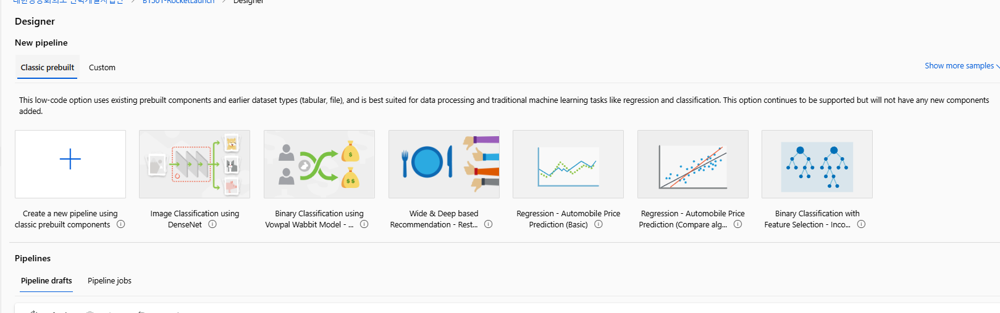 Designer
Designer
New pipeline
Classic prebuilt
Custom
Show more samples
This low-code option uses existing prebuilt components and earlier dataset types (tabular, file), and is best suited for data processing and traditional machine learning tasks like regression and classification. This option continues to be supported but will not have any new components
added.
$
$ $
Create a new pipeline using
classic prebuilt components
Image Classification using
DenseNet
Binary Classification using
Vowpal Wabbit Model - ...
Wide & Deep based
Recommendation - Rest...
Regression - Automobile Price
Prediction (Basic)
Regression - Automobile Price
Prediction (Compare alg...
Binary Classification with
Feature Selection - Inco...
Pipelines
Pipeline drafts
Pipeline jobs